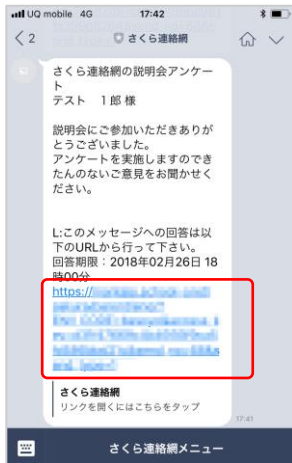 UQ mobile 4G 17:42
2 さくら連絡網
さくら連絡網の説明会アンケー
ト
テスト 1郎 様
説明会にご参加いただきありが
とうございました。
アンケートを実施しますのでき
たんのないご意見をお聞かせく
ださい。
L:このメッセージへの回答は以
下のURLから行って下さい。
回答期限:2018年02月26日 18
時00分
https://
さくら連絡網
リンクを開くにはこちらをタップ
17:41
さくら連絡網メニュー